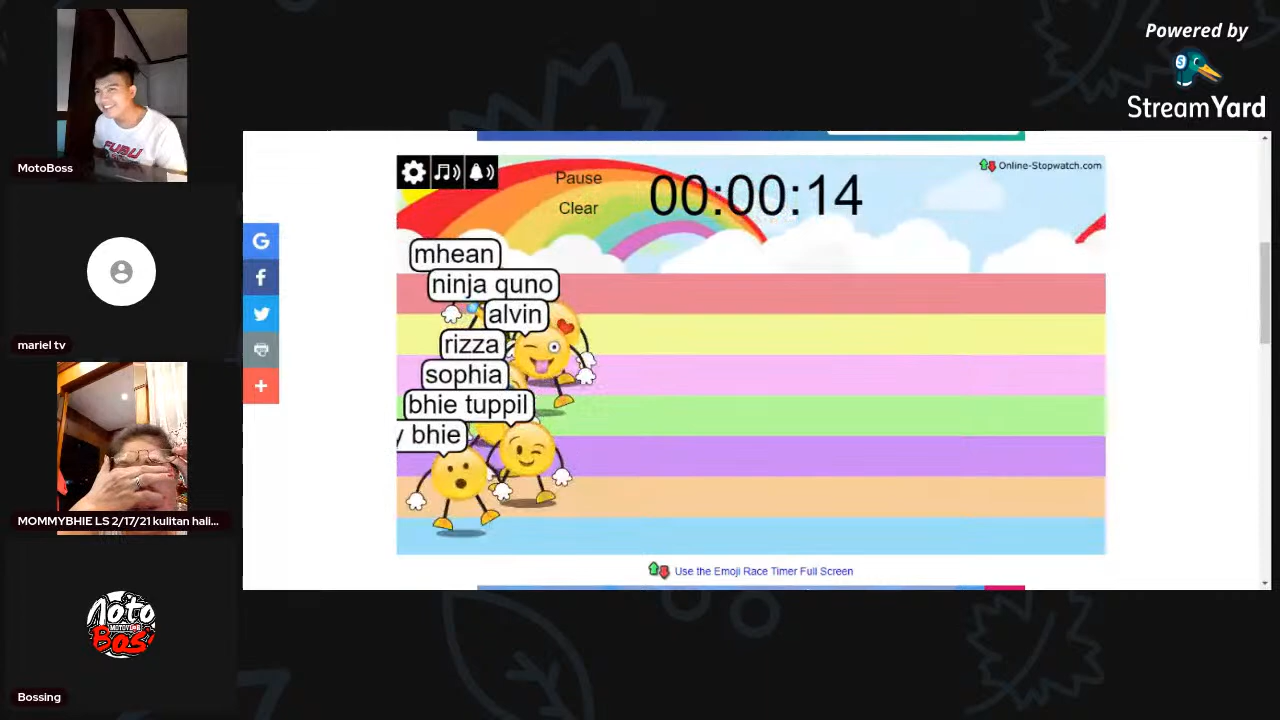 Powered by
StreamYard
MotoBoss
mariel tv
MOMMYBHIE LS 2/17/21 kulitan hali...
Moto
Bossing
Online-Stopwatch.com
Pause
Clear
00:00:14
mhean
ninja quno
alvin
rizza
sophia
bhie tuppil
y bhie
Use the Emoji Race Timer Full Screen